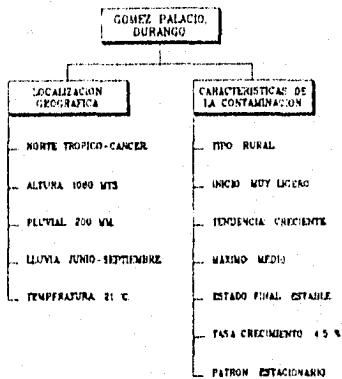 GOMEZ PALACIO,
DURANGO
LOCALIZACION
GEOGRAFICA
NORTE TROPICO-CANCER
ALTURA 1080 MTS
PLUVIAL 200 MM
LLUVIA JUNIO-SEPTIEMBRE
TEMPERATURA 21 C
CARACTERISTICAS DE
LA CONTAMINACION
TIPO RURAL
INICIO MUY LIGERO
TENDENCIA CRECIENTE
MAXIMO MEDIO
ESTADO FINAL ESTABLE
TASA CRECIMIENTO 4.5 %
PATRON ESTACIONARIO